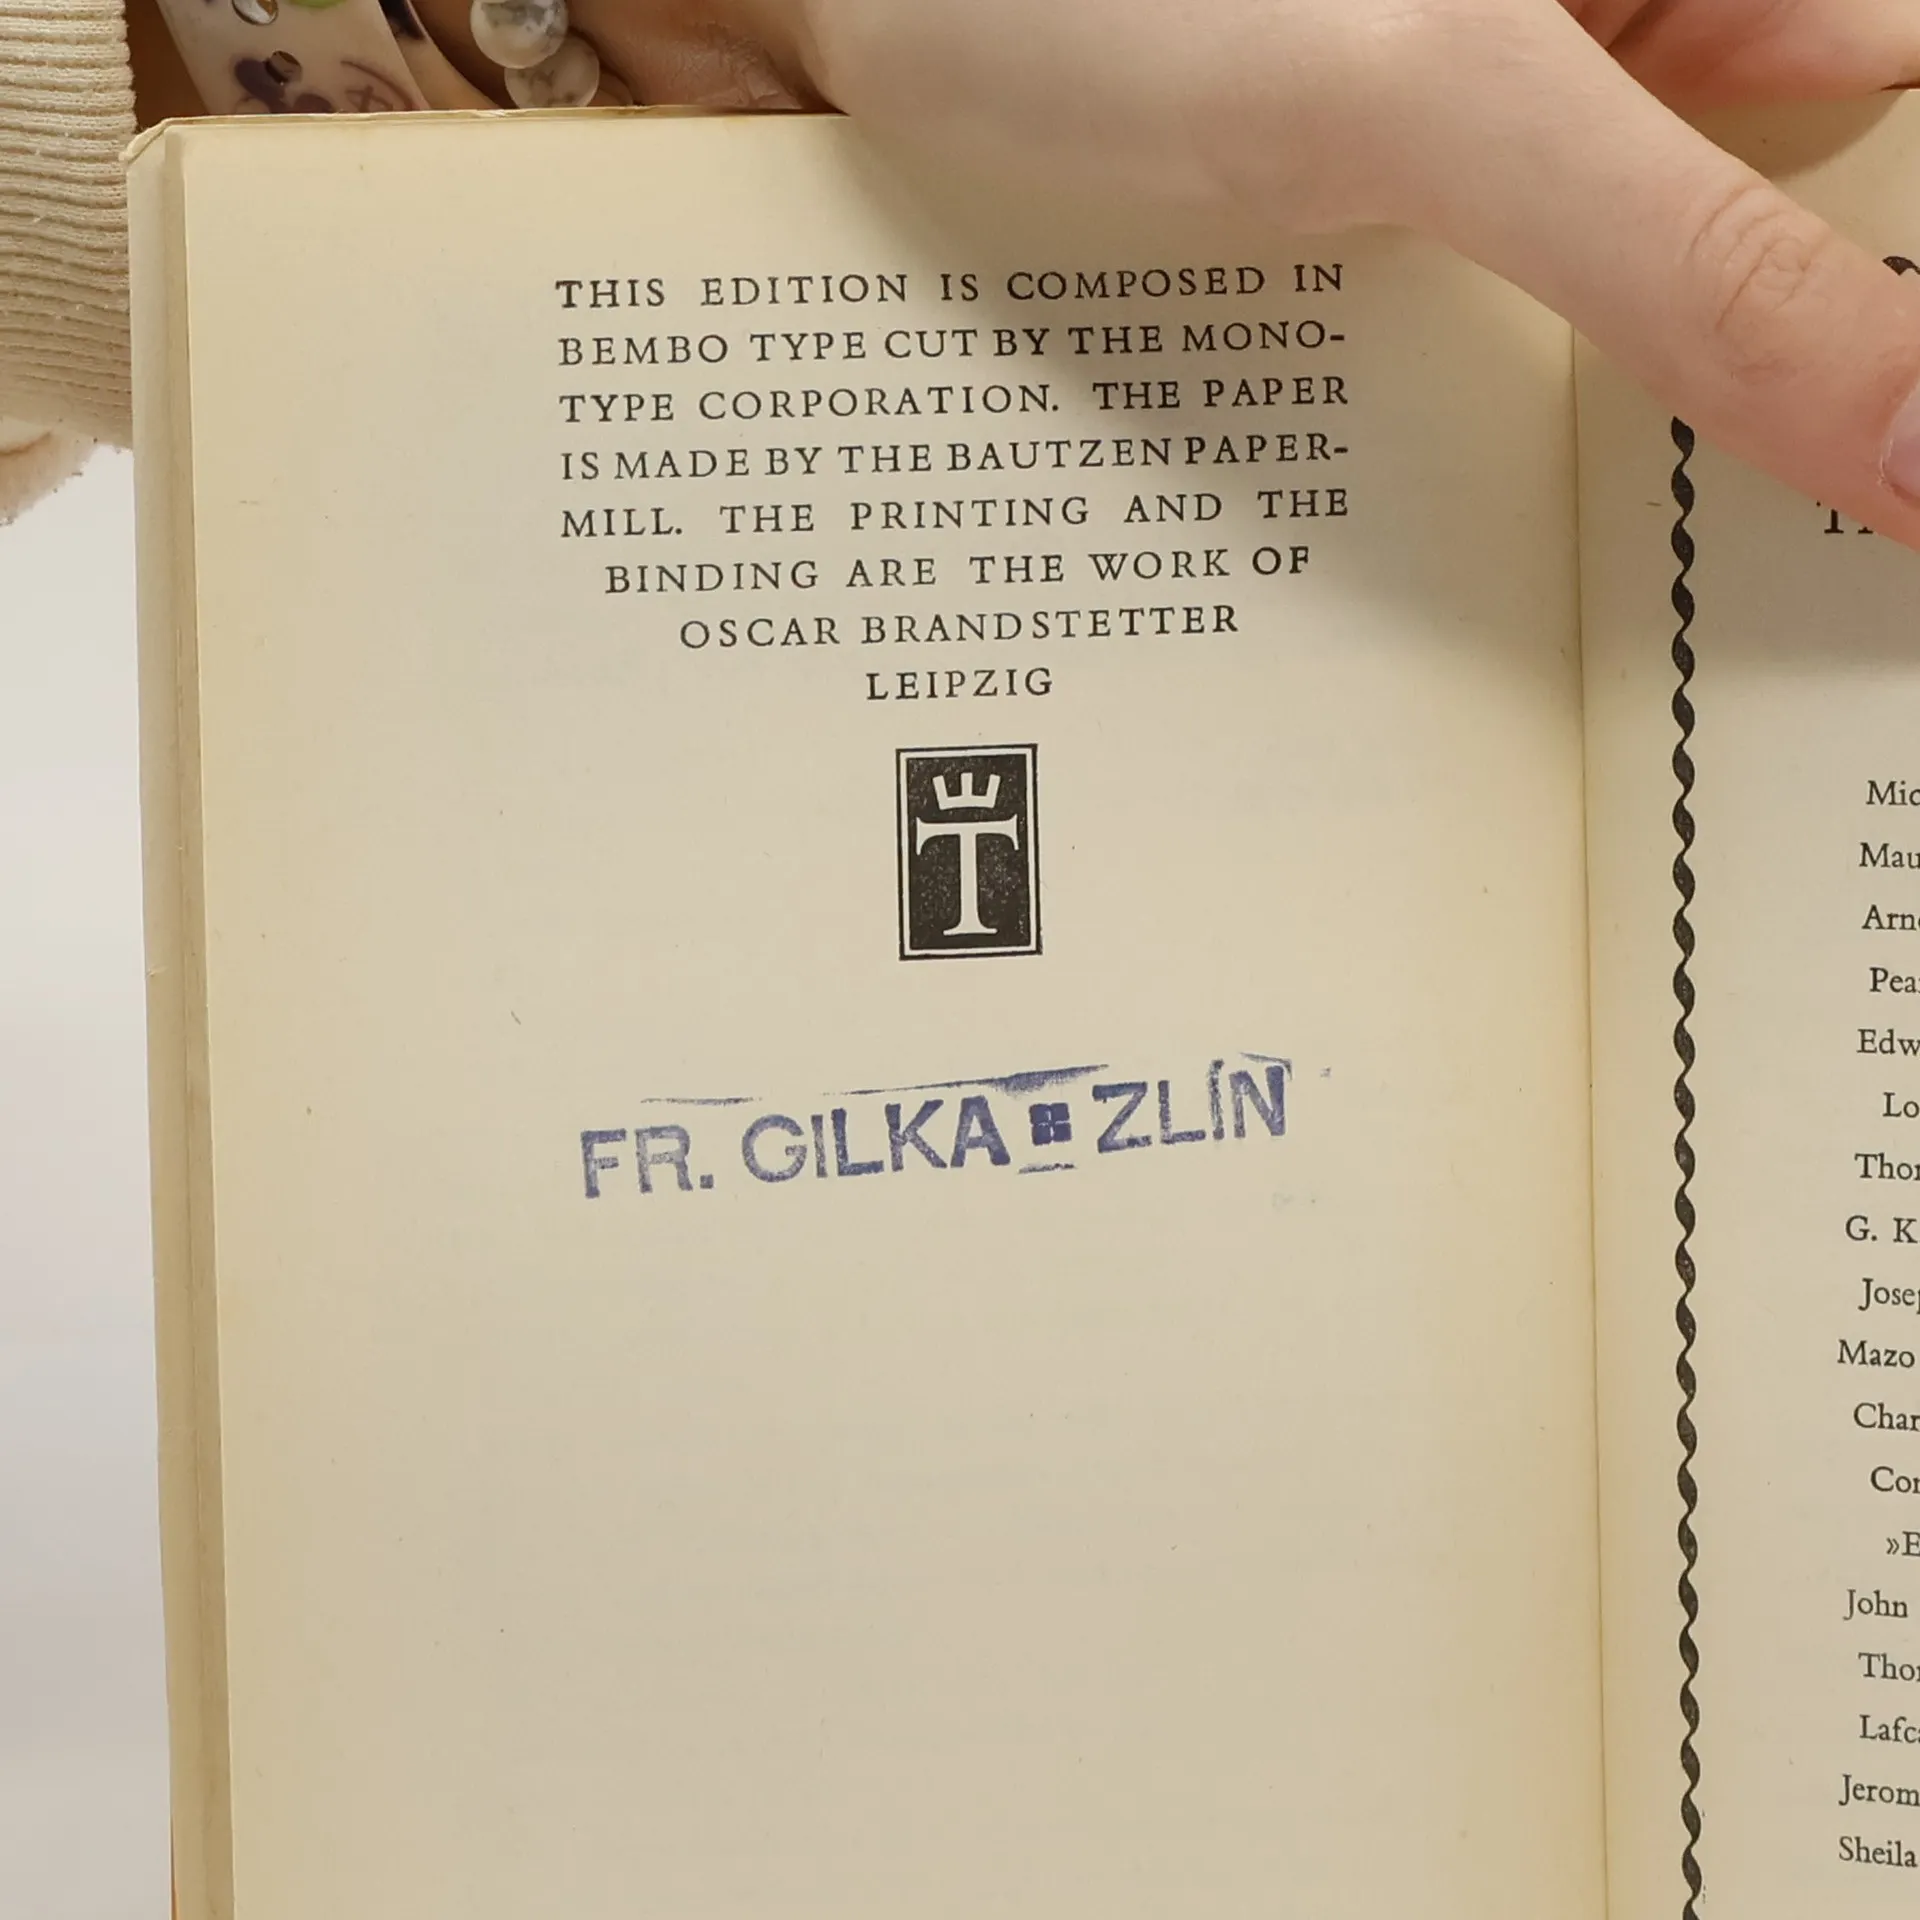 THIS EDITION IS COMPOSED IN
BEMBO TYPE CUT BY THE MONO-
TYPE CORPORATION. THE PAPER
IS MADE BY THE BAUTZEN PAPER-
MILL. THE PRINTING AND THE
BINDING ARE THE WORK OF
OSCAR BRANDSTETTER
LEIPZIG
T
FR. GILKA ZLÍN
G. K
Mazo
John
Sheila